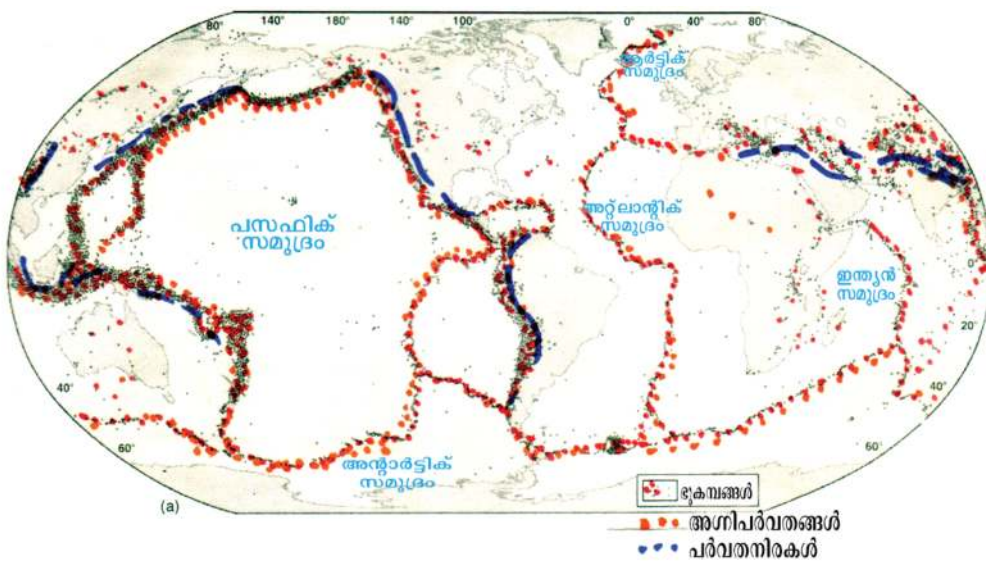 80° 140° 180° 140° 100° 0° 40° 80°
ആർട്ടിക്
സമുദ്രം
പസഫിക്
സമുദ്രം
അറ്റ്ലാന്റിക്
സമുദ്രം
ഇന്ത്യൻ
സമുദ്രം
0°
20°
40° 40°
60° 60°
അന്റാർട്ടിക്
സമുദ്രം
(a)
ഭൂകമ്പങ്ങൾ
അഗ്നിപർവതങ്ങൾ
പർവതനിരകൾ